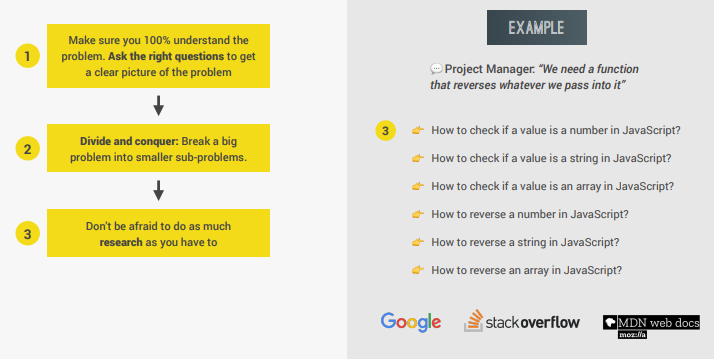 1
Make sure you 100% understand the
problem. Ask the right questions to get
a clear picture of the problem
2
Divide and conquer: Break a big
problem into smaller sub-problems.
3
Don't be afraid to do as much
research as you have to
EXAMPLE
Project Manager: “We need a function
that reverses whatever we pass into it”
3
How to check if a value is a number in JavaScript?
How to check if a value is a string in JavaScript?
How to check if a value is an array in JavaScript?
How to reverse a number in JavaScript?
How to reverse a string in JavaScript?
How to reverse an array in JavaScript?
Google
stackoverflow
MDN web docs
moz://a